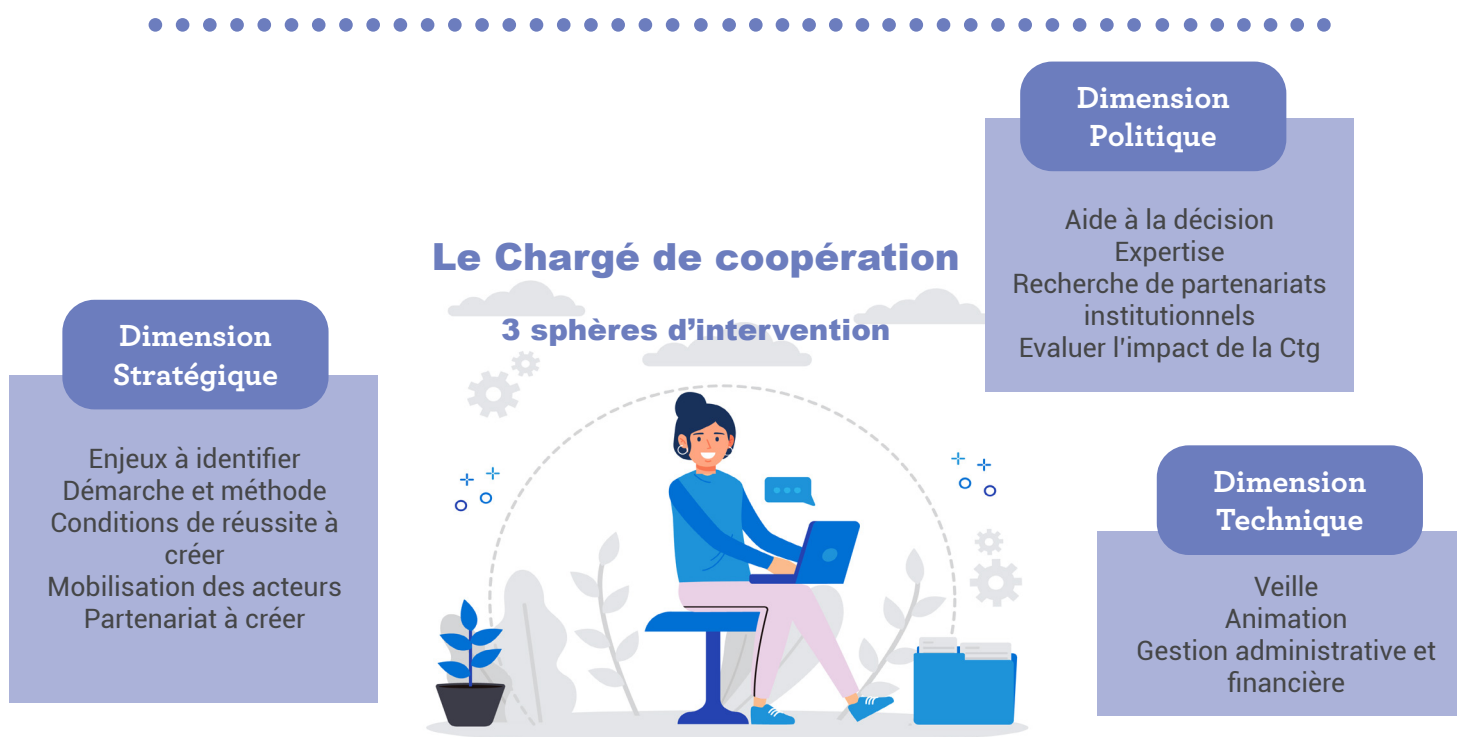 Le Chargé de coopération
3 sphères d’intervention
Dimension
Stratégique
Enjeux à identifier
Démarche et méthode
Conditions de réussite à
créer
Mobilisation des acteurs
Partenariat à créer
Dimension
Politique
Aide à la décision
Expertise
Recherche de partenariats
institutionnels
Evaluer l'impact de la Ctg
Dimension
Technique
Veille
Animation
Gestion administrative et
financière